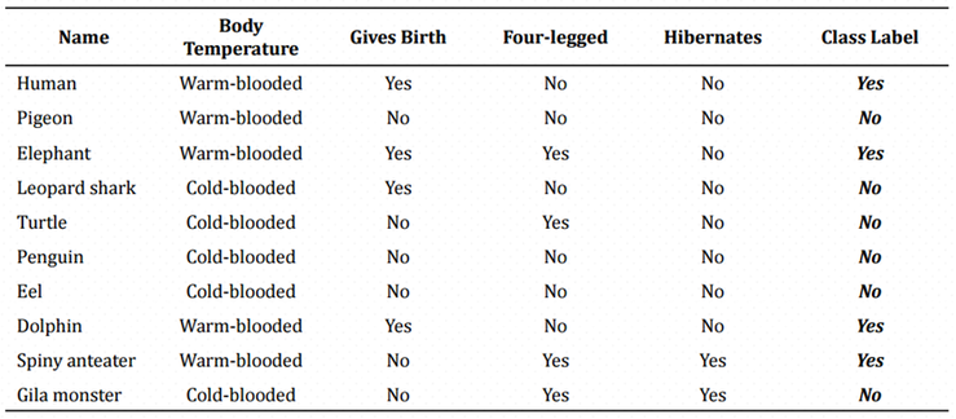 Name Body Temperature Gives Birth Four-legged Hibernates Class Label
Human Warm-blooded Yes No No Yes
Pigeon Warm-blooded No No No No
Elephant Warm-blooded Yes Yes No Yes
Leopard shark Cold-blooded Yes No No No
Turtle Cold-blooded No Yes No No
Penguin Cold-blooded No No No No
Eel Cold-blooded No No No No
Dolphin Warm-blooded Yes No No Yes
Spiny anteater Warm-blooded No Yes Yes Yes
Gila monster Cold-blooded No Yes Yes No